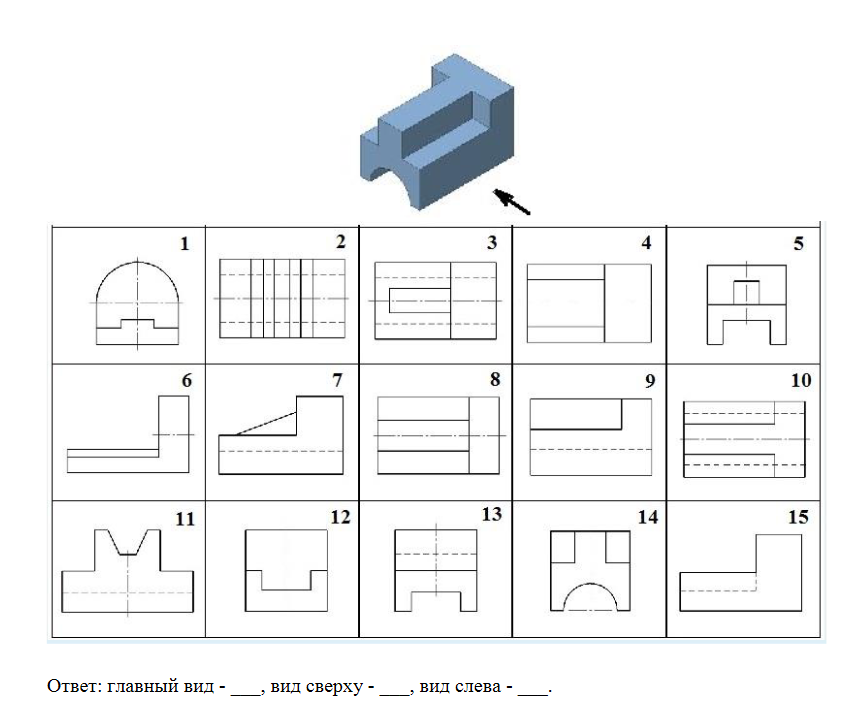 1 2 3 4 5
6 7 8 9 10
11 12 13 14 15
Ответ: главный вид - ___, вид сверху - ___, вид слева - ___.